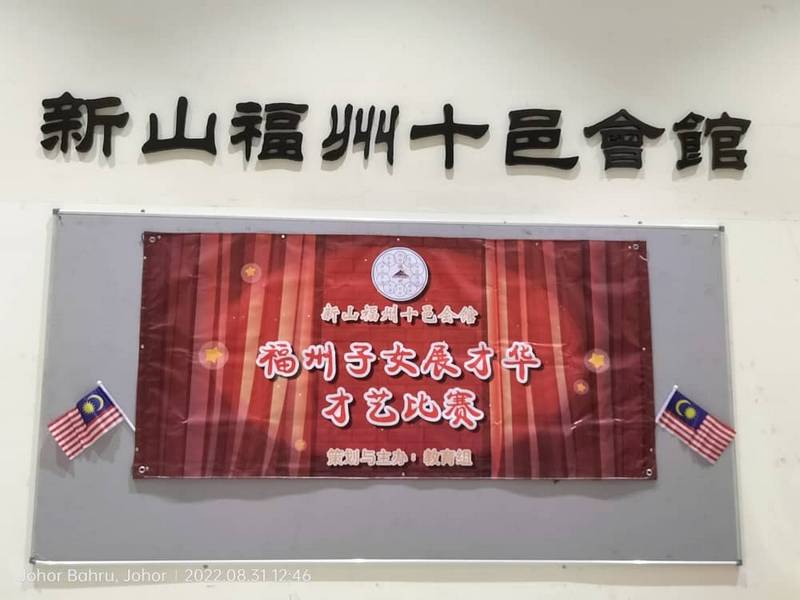 新山福州十邑會館
新山福州十邑会馆
福州子女展才华
才艺比赛
策划与主办：教育组
Johor Bahru, Johor | 2022.08.31 12:46